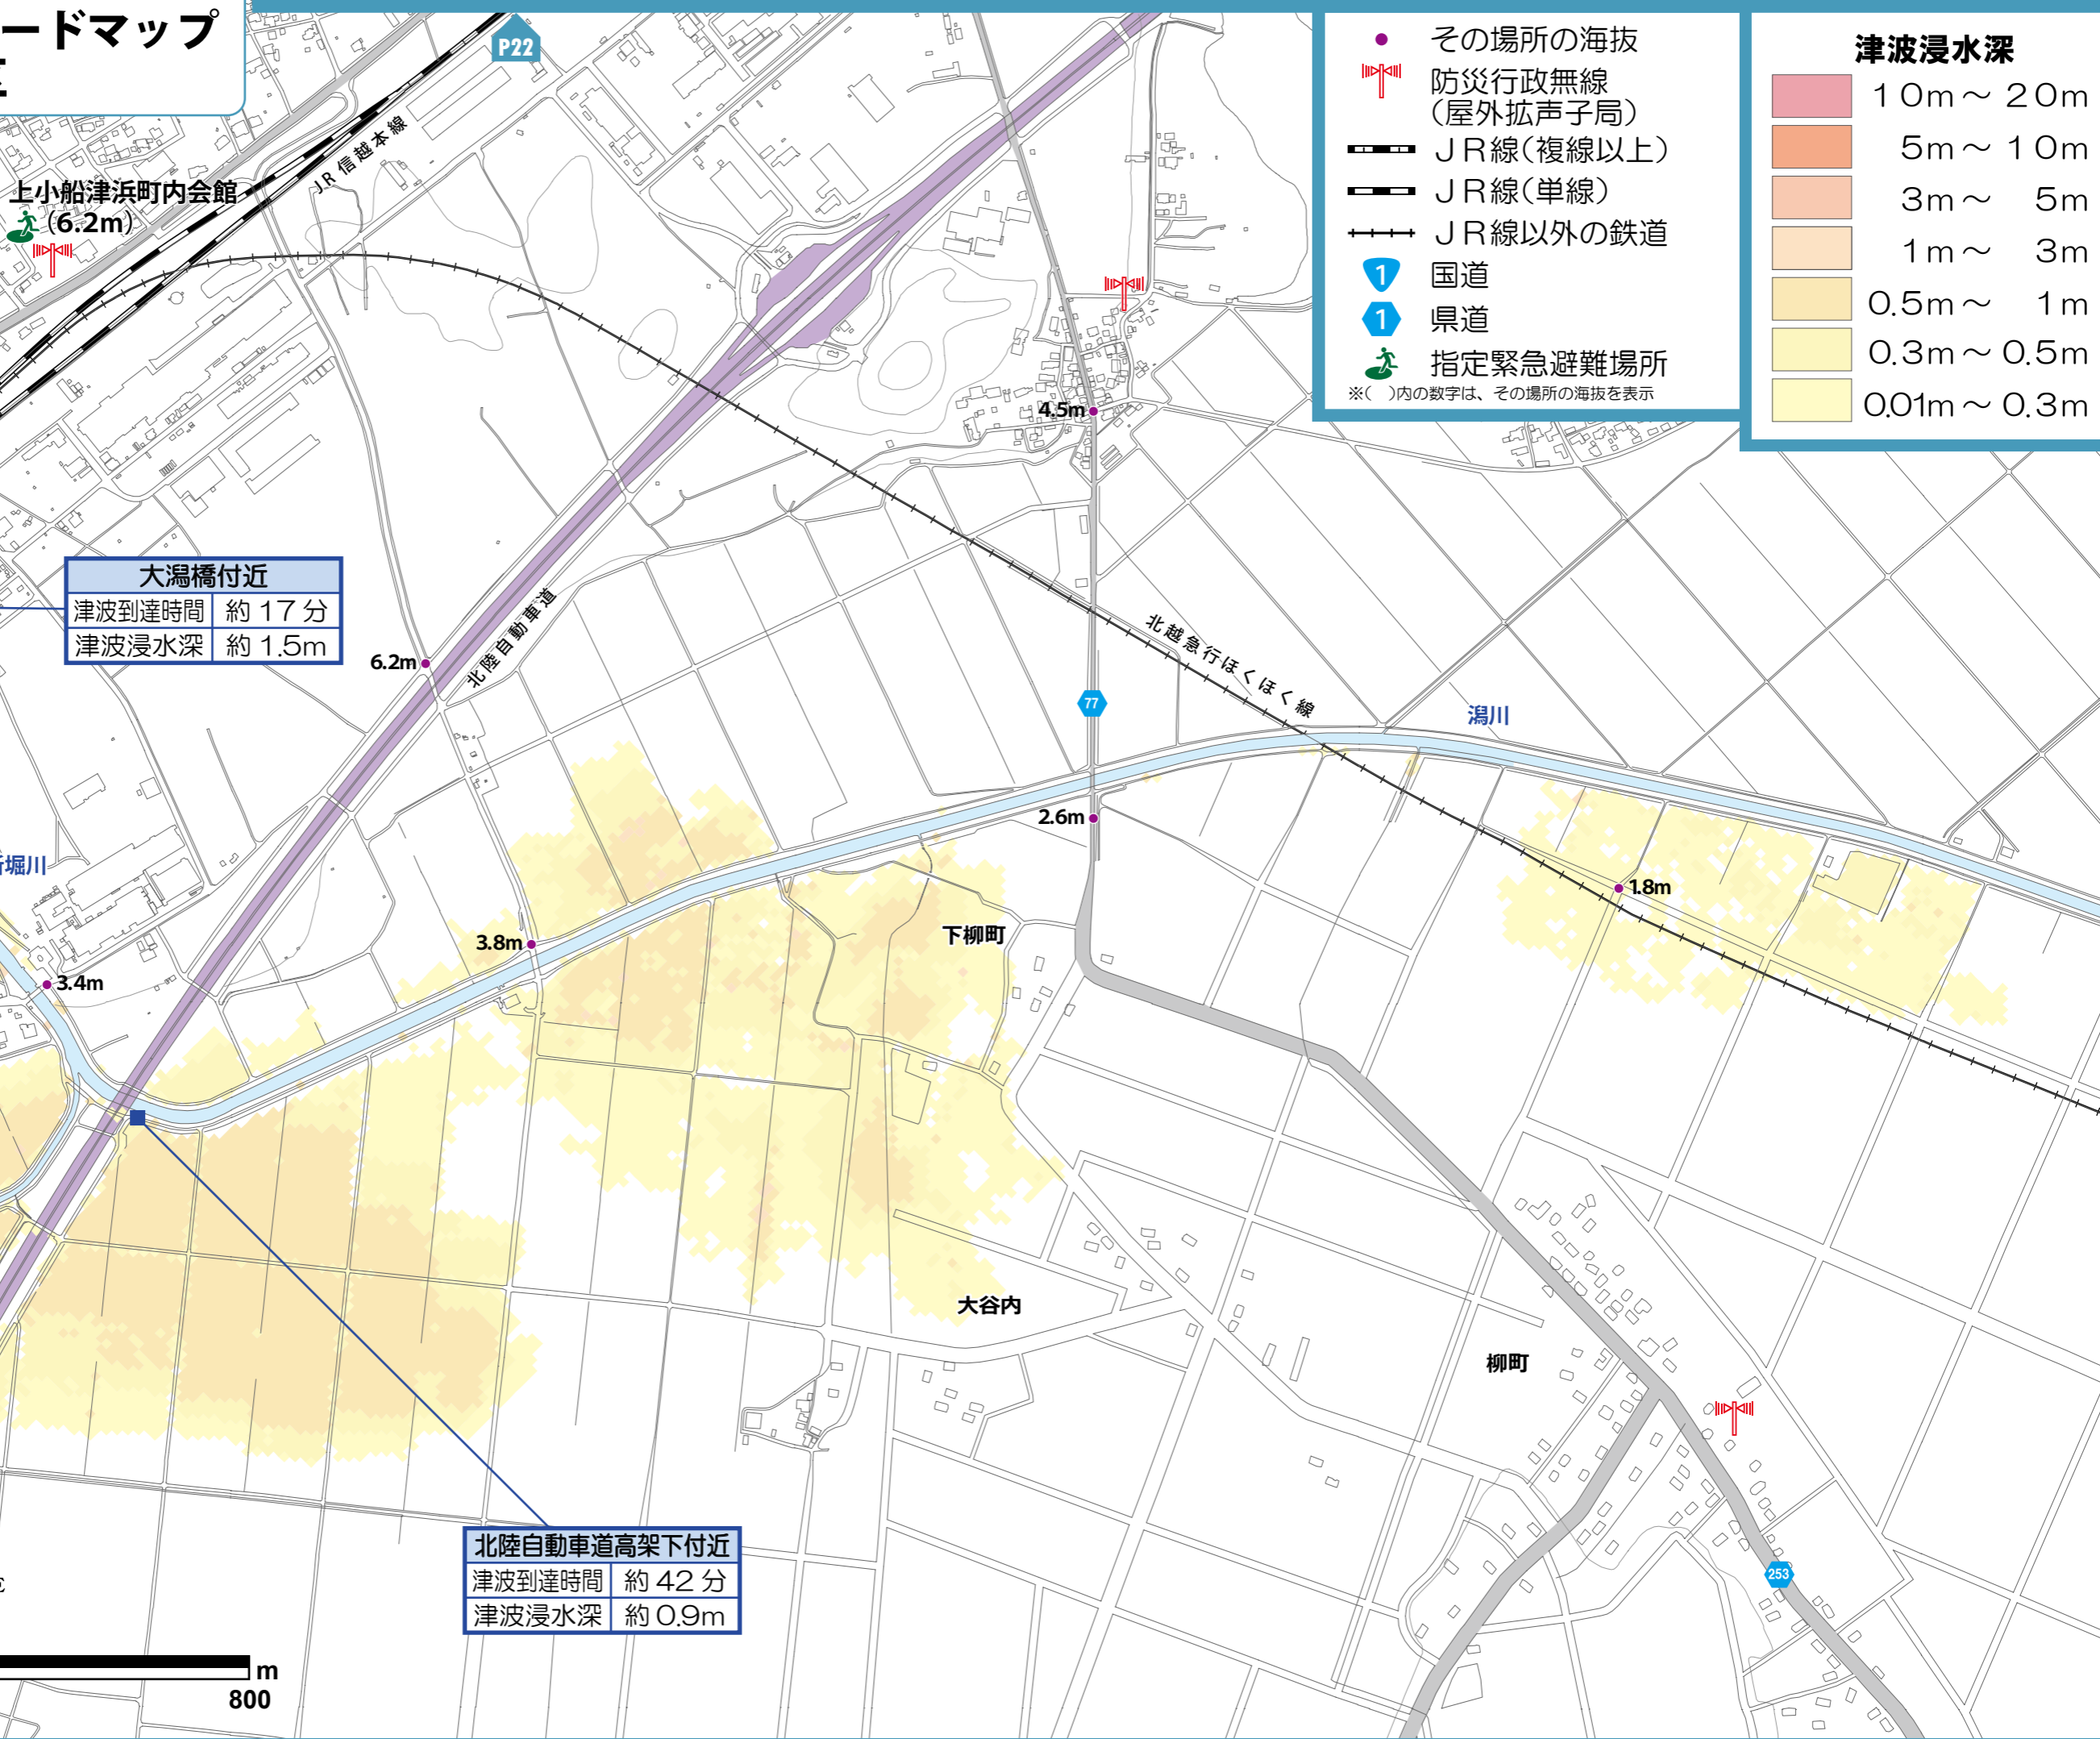 ードマップ
P22
その場所の海抜
防災行政無線
(屋外拡声子局)
JR線(複線以上)
JR線(単線)
JR線以外の鉄道
1 国道
1 県道
指定緊急避難場所
※( )内の数字は、その場所の海抜を表示
津波浸水深
10m~20m
5m~10m
3m~ 5m
1m~ 3m
0.5m~ 1m
0.3m~0.5m
0.01m~0.3m
JR信越本線
上小船津浜町内会館
(6.2m)
4.5m
大潟橋付近
津波到達時間 約17分
津波浸水深 約1.5m
6.2m
北陸自動車道
北越急行ほくほく線
77
潟川
2.6m
堀川
1.8m
3.8m
下柳町
3.4m
大谷内
柳町
北陸自動車道高架下付近
津波到達時間 約42分
津波浸水深 約0.9m
253
m
800